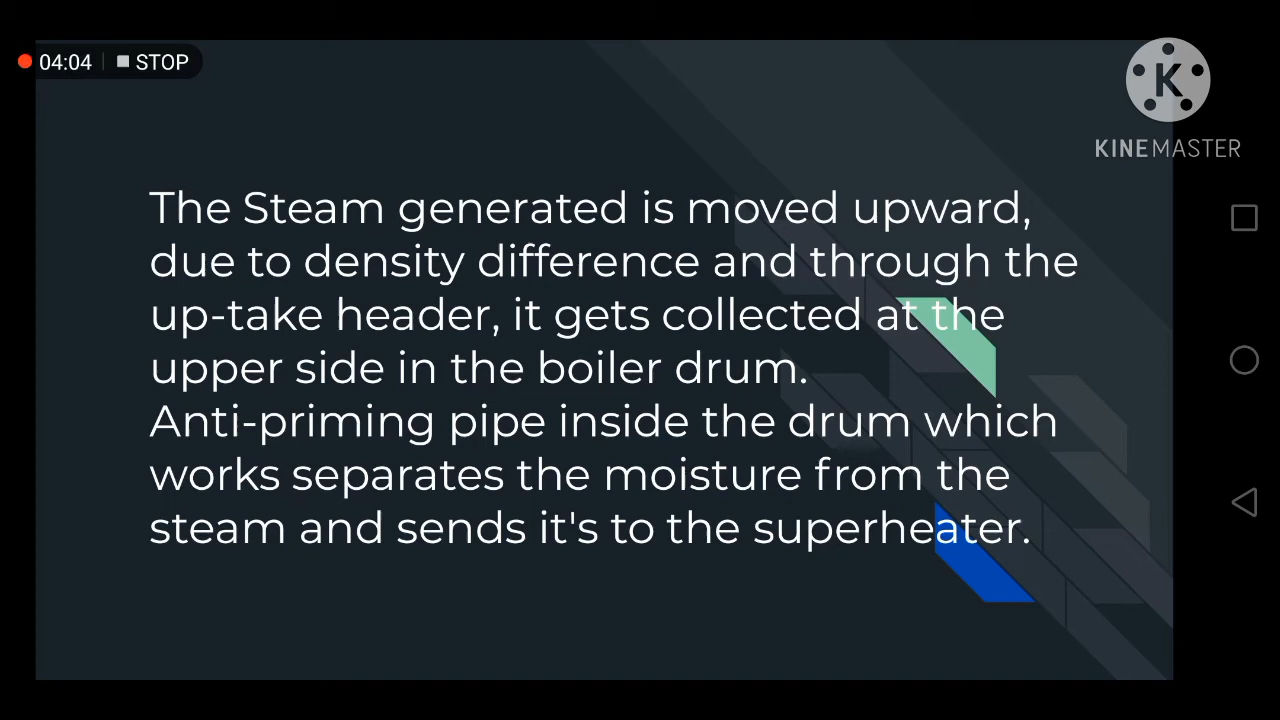 04:04 STOP
K
KINEMASTER
The Steam generated is moved upward,
due to density difference and through the
up-take header, it gets collected at the
upper side in the boiler drum.
Anti-priming pipe inside the drum which
works separates the moisture from the
steam and sends it's to the superheater.